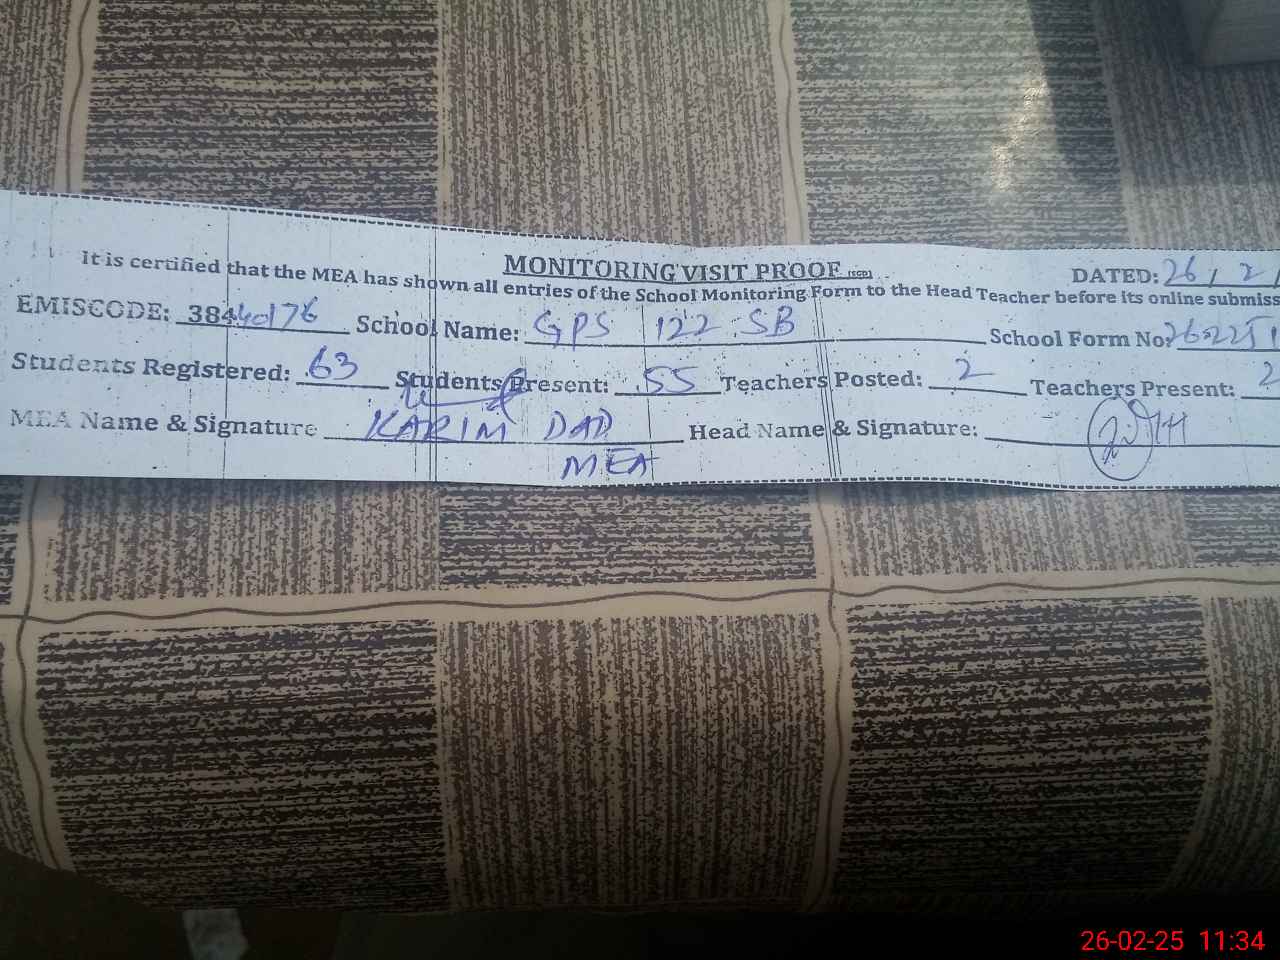 MONITORING VISIT PROOF (SGD)
DATED: 26/2/
It is certified that the MEA has shown all entries of the School Monitoring Form to the Head Teacher before its online submiss
EMISCODE: 38440176 School Name: GPS 122 SB School Form No:
Students Registered: 63 Students Present: 55 Teachers Posted: 2 Teachers Present: 2
MEA Name & Signature KARIM DAD Head Name & Signature:
MEA
26-02-25 11:34